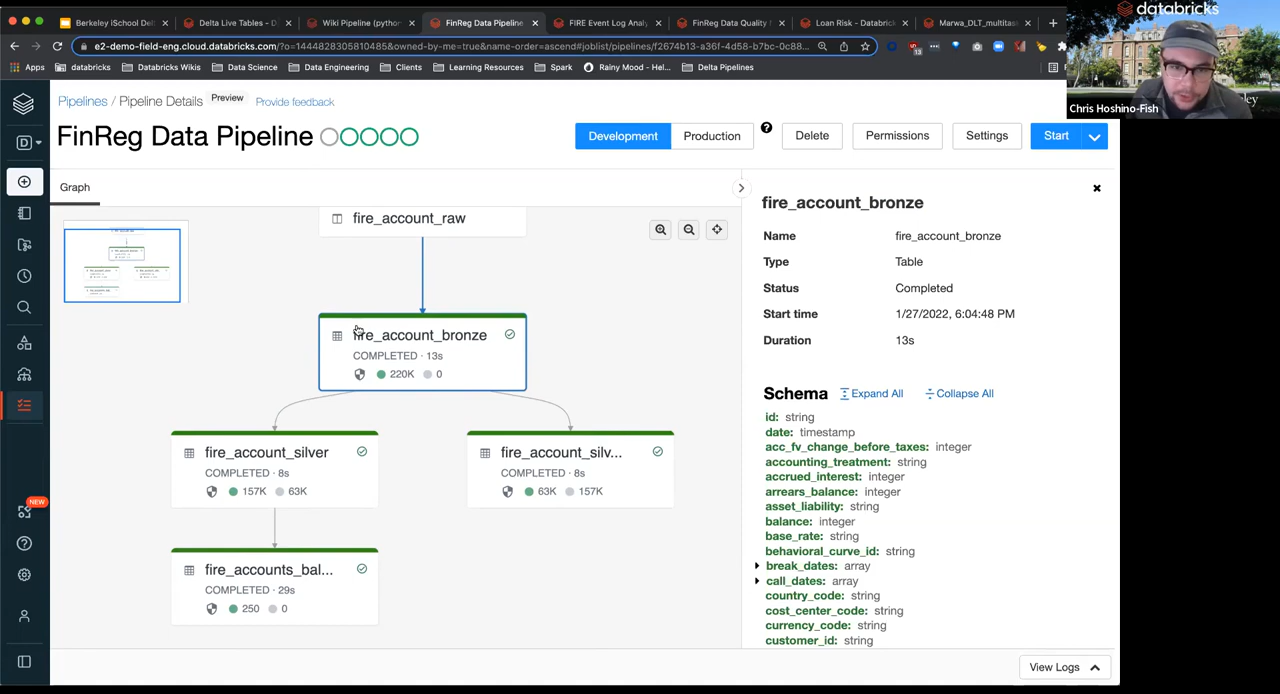 Berkeley iSchool Del
Delta Live Tables - D
Wiki Pipeline (python
FinReg Data Pipeline
FIRE Event Log Analy
FinReg Data Quality
Loan Risk - Databrick
Marwa_DLT_multitas
databricks
e2-demo-field-eng.cloud.databricks.com/?o=1444828305810485&owned-by-me=true&name-order=ascend#joblist/pipelines/f2674b13-a36f-4d58-b7bc-0c88...
Apps
databricks
Databricks Wikis
Data Science
Data Engineering
Clients
Learning Resources
Spark
Rainy Mood - Hel...
Delta Pipelines
Chris Hoshino-Fish
Pipelines / Pipeline Details
Preview
Provide feedback
FinReg Data Pipeline
Development
Production
Delete
Permissions
Settings
Start
D
NEW
Graph
fire_account_raw
fire_account_bronze
COMPLETED · 13s
220K 0
fire_account_silver
COMPLETED · 8s
157K 63K
fire_account_silv...
COMPLETED · 8s
63K 157K
fire_accounts_bal...
COMPLETED · 29s
250 0
fire_account_bronze
Name fire_account_bronze
Type Table
Status Completed
Start time 1/27/2022, 6:04:48 PM
Duration 13s
Schema Expand All Collapse All
id: string
date: timestamp
acc_fv_change_before_taxes: integer
accounting_treatment: string
accrued_interest: integer
arrears_balance: integer
asset_liability: string
balance: integer
base_rate: string
behavioral_curve_id: string
break_dates: array
call_dates: array
country_code: string
cost_center_code: string
currency_code: string
customer_id: string
View Logs